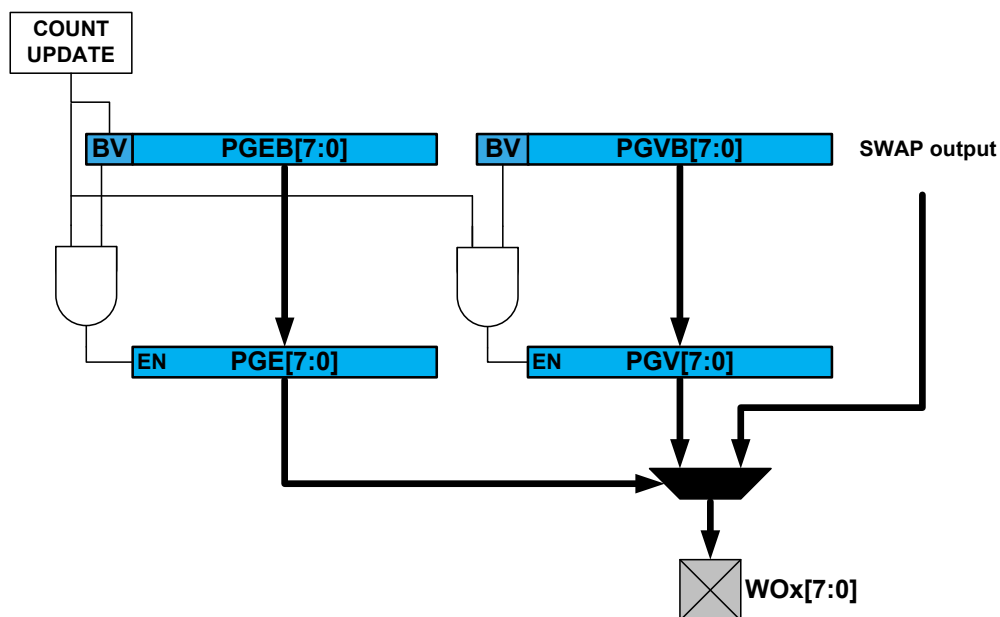 COUNT
UPDATE
BV PGEB[7:0] BV PGVB[7:0] SWAP output
EN PGE[7:0] EN PGV[7:0]
WOx[7:0]